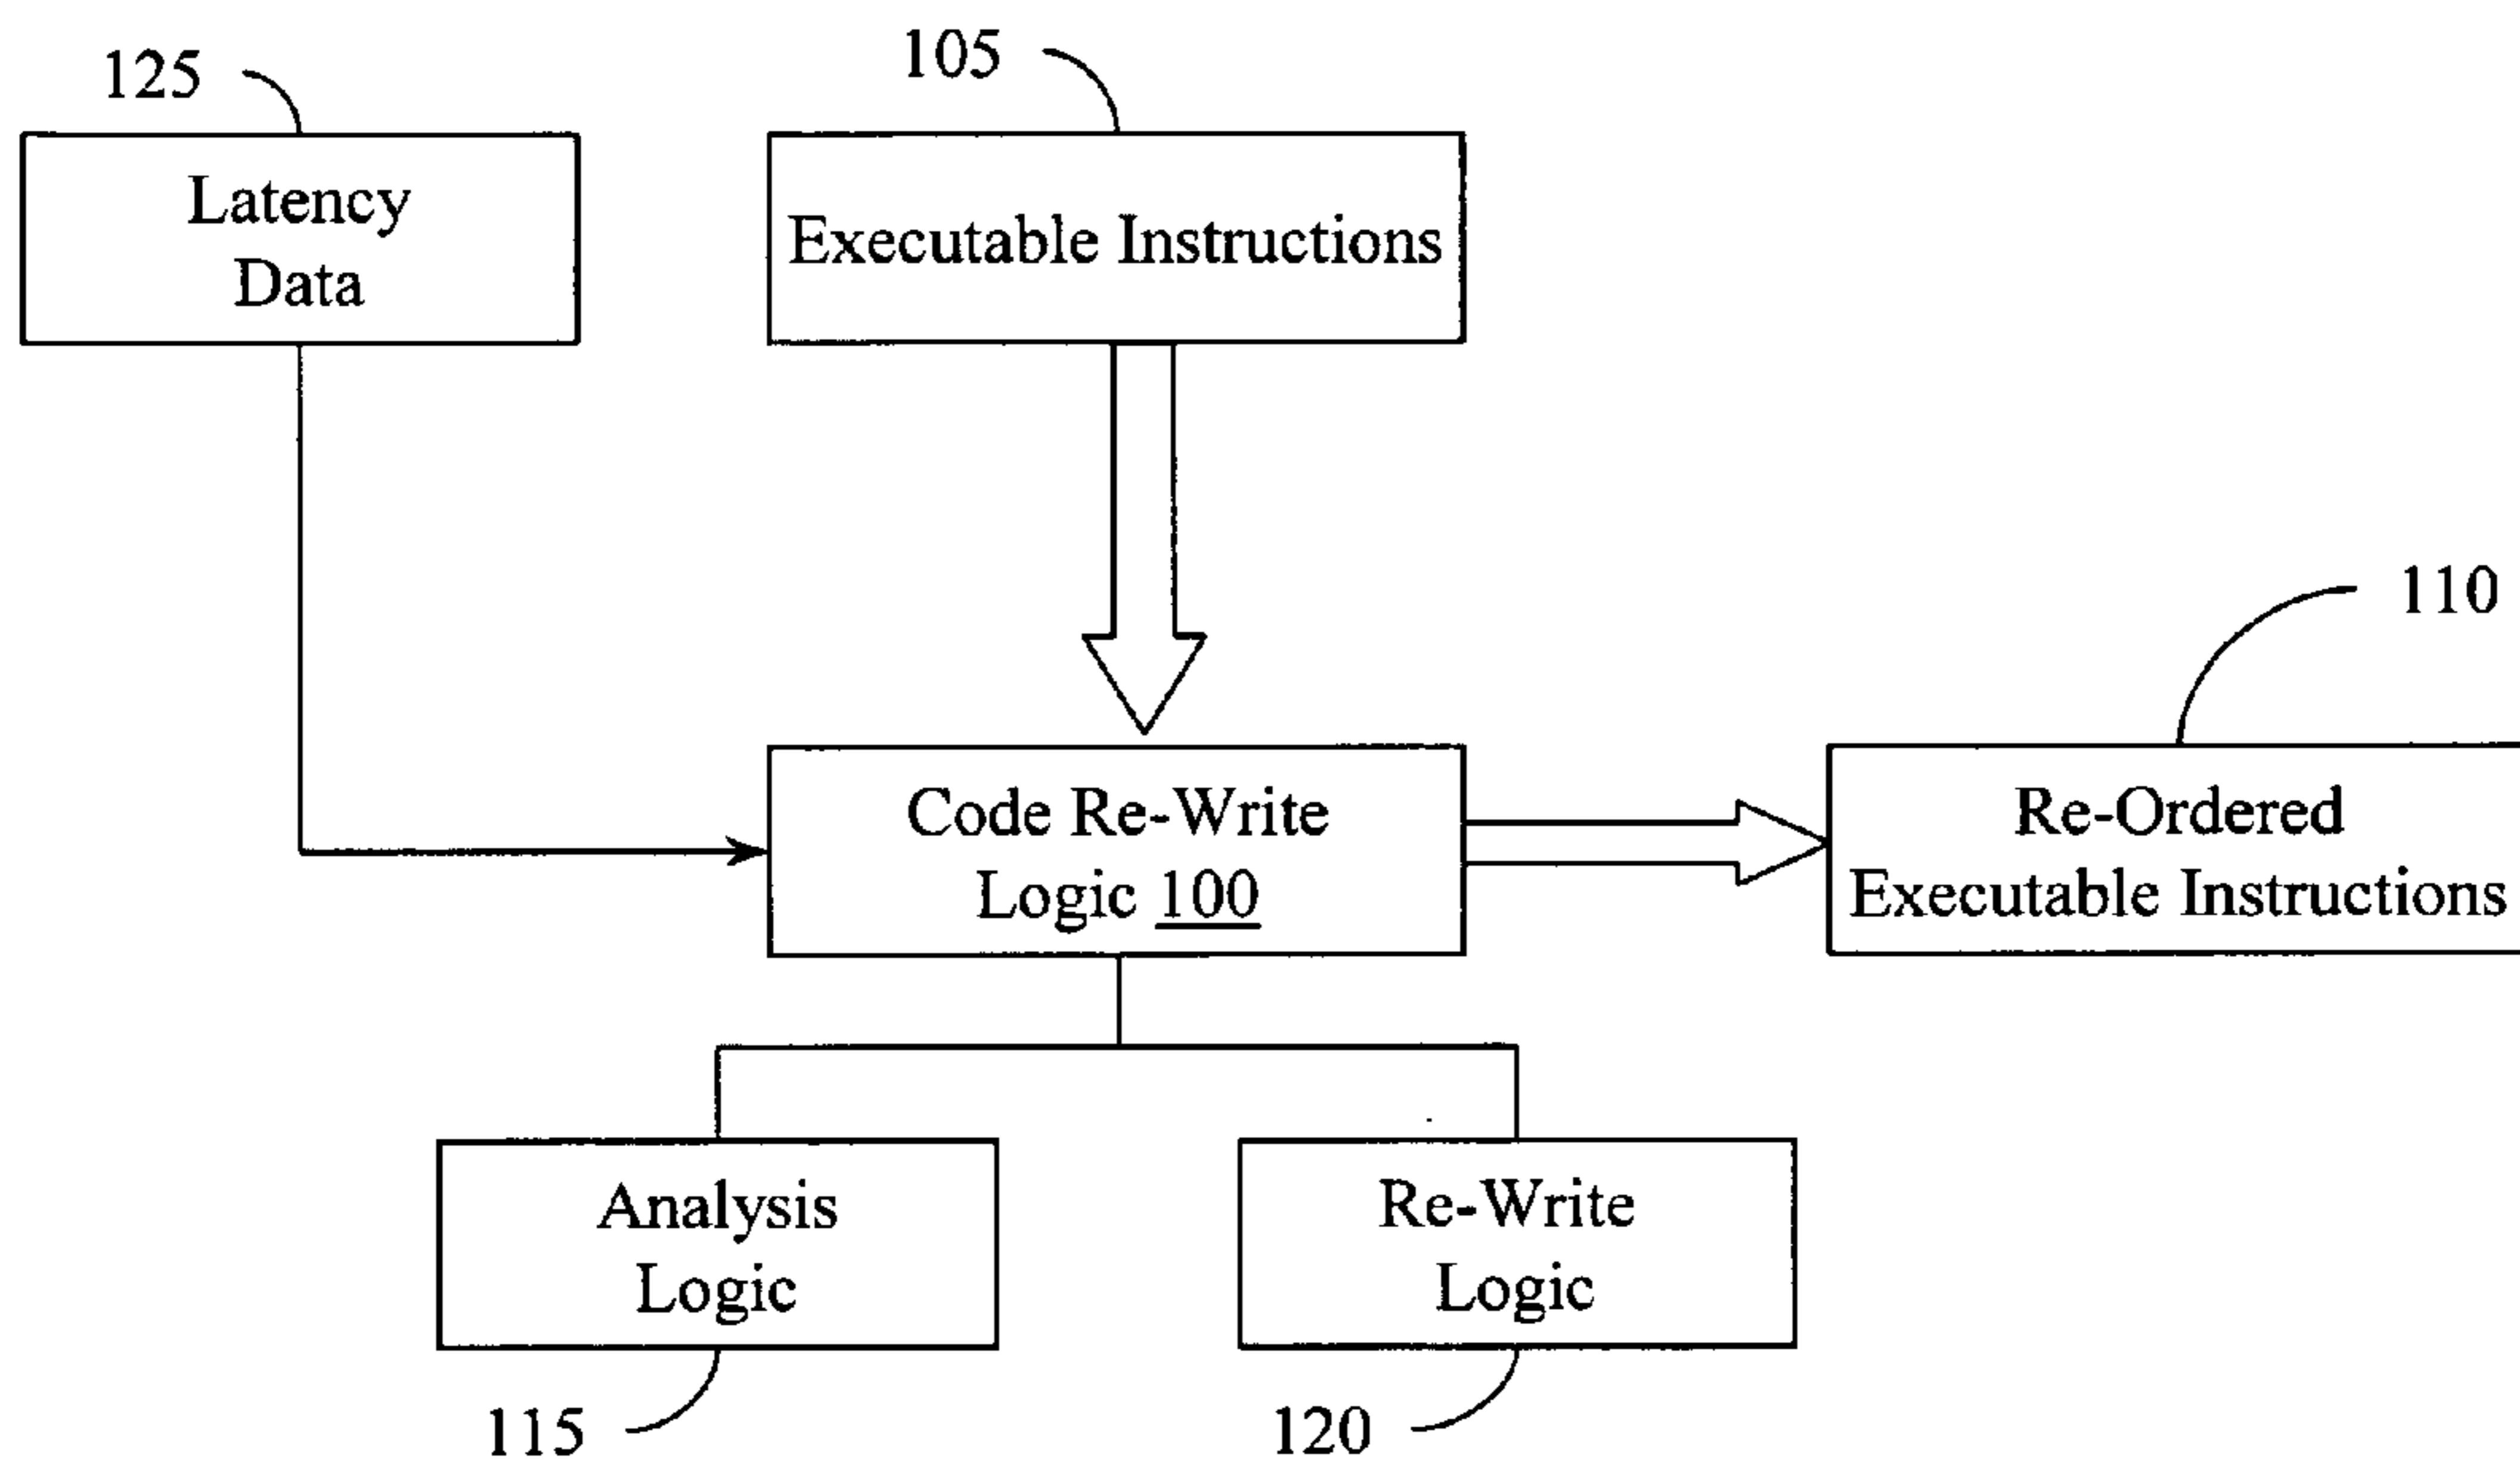 125
105
Latency
Data
Executable Instructions
110
Code Re-Write
Logic 100
Re-Ordered
Executable Instructions
Analysis
Logic
Re-Write
Logic
115
120